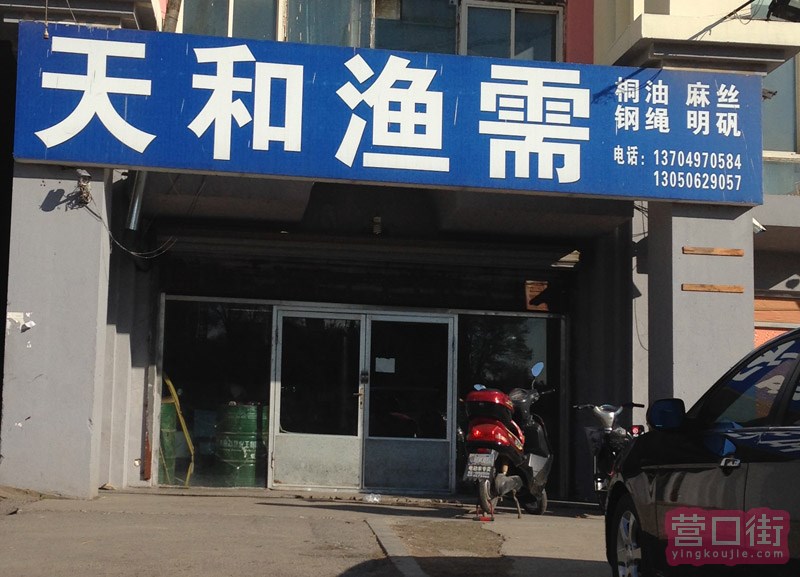 天和渔需
桐油 麻丝
钢绳 明矾
电话：13704970584
13050629057
营口街
yingkoujie.com